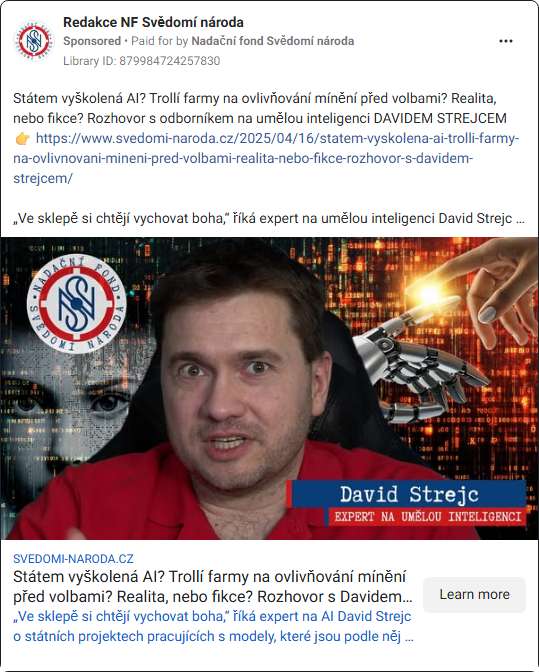 Redakce NF Svědomí národa
Sponsored • Paid for by Nadační fond Svědomí národa
Library ID: 879984724257830
Státem vyškolená AI? Trollí farmy na ovlivňování mínění před volbami? Realita,
nebo fikce? Rozhovor s odborníkem na umělou inteligenci DAVIDEM STREJCEM
👉 https://www.svedomi-naroda.cz/2025/04/16/statem-vyskolena-ai-trolli-farmy-
na-ovlivnovani-mineni-pred-volbami-realita-nebo-fikce-rozhovor-s-davidem-
strejcem/
„Ve sklepě si chtějí vychovat boha,“ říká expert na umělou inteligenci David Strejc ...
NADAČNÍ FOND
NS
SVĚDOMÍ NÁRODA
David Strejc
EXPERT NA UMĚLOU INTELIGENCI
SVEDOMI-NARODA.CZ
Státem vyškolená AI? Trollí farmy na ovlivňování mínění
před volbami? Realita, nebo fikce? Rozhovor s Davidem...
„Ve sklepě si chtějí vychovat boha,“ říká expert na AI David Strejc
o státních projektech pracujících s modely, které jsou podle něj ...
Learn more